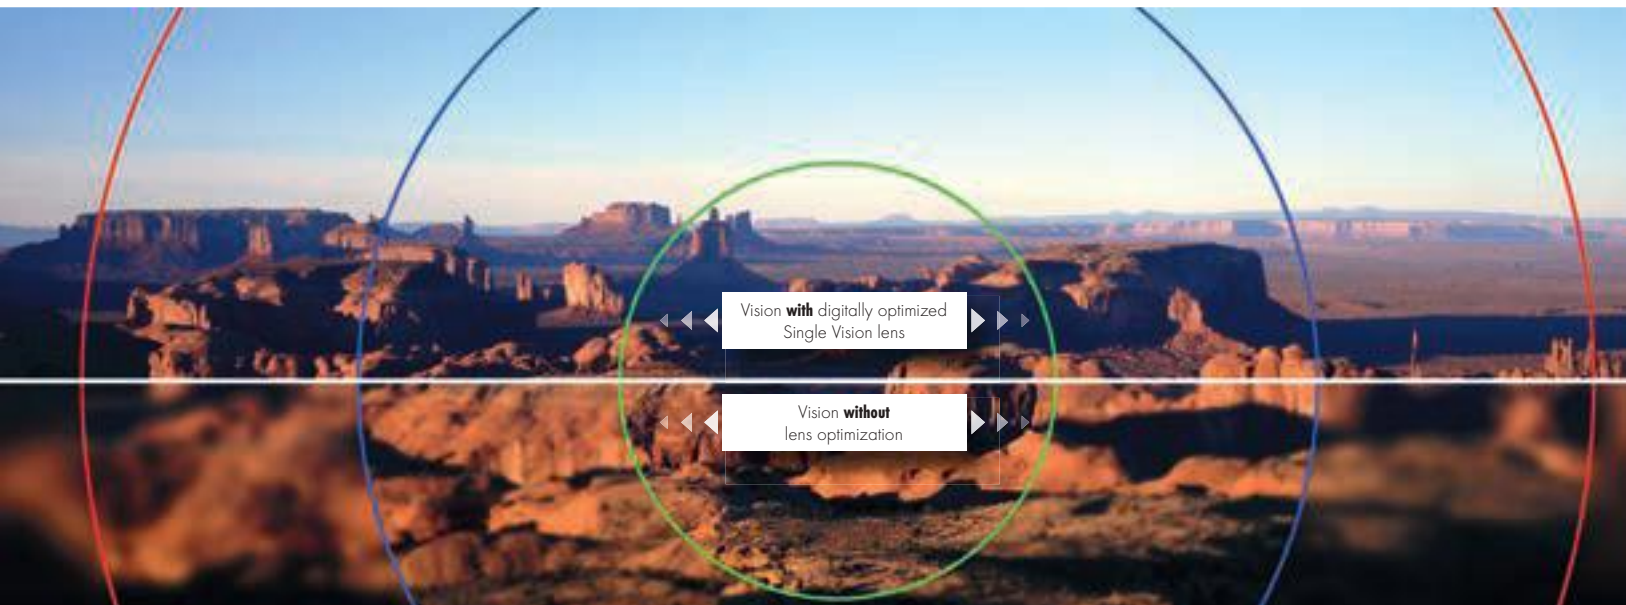 Vision with digitally optimized
Single Vision lens
Vision without
lens optimization